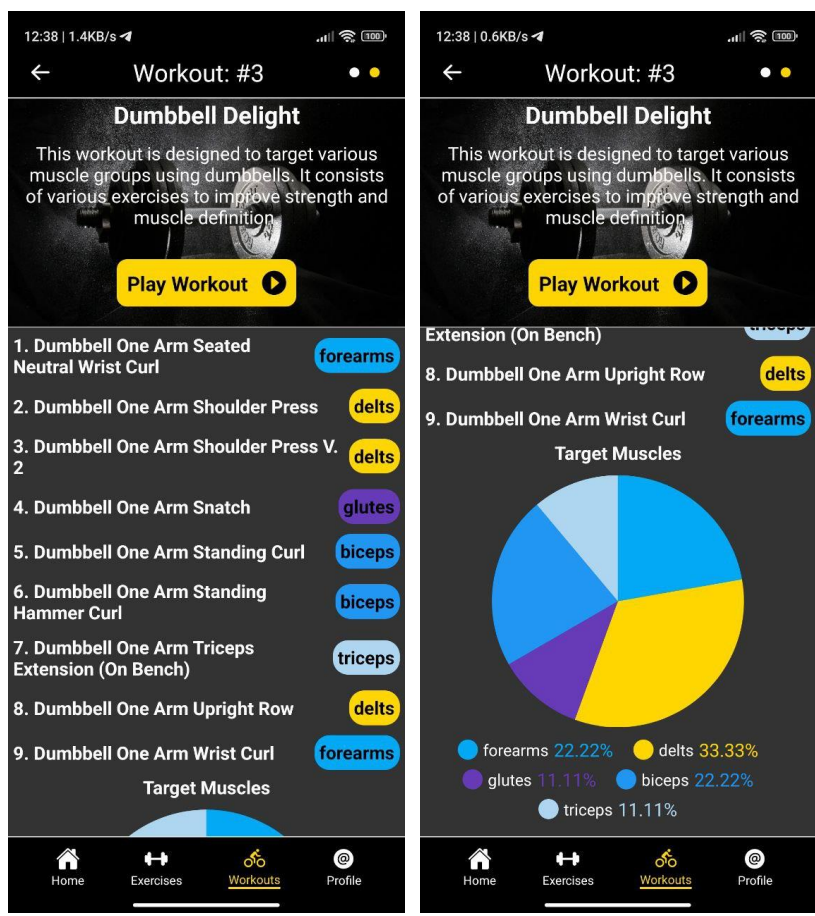 12:38 | 1.4KB/s
100
Workout: #3
Dumbbell Delight
This workout is designed to target various
muscle groups using dumbbells. It consists
of various exercises to improve strength and
muscle definition
Play Workout
1. Dumbbell One Arm Seated
Neutral Wrist Curl
forearms
2. Dumbbell One Arm Shoulder Press
delts
3. Dumbbell One Arm Shoulder Press V.
2
delts
4. Dumbbell One Arm Snatch
glutes
5. Dumbbell One Arm Standing Curl
biceps
6. Dumbbell One Arm Standing
Hammer Curl
biceps
7. Dumbbell One Arm Triceps
Extension (On Bench)
triceps
8. Dumbbell One Arm Upright Row
delts
9. Dumbbell One Arm Wrist Curl
forearms
Target Muscles
Home
Exercises
Workouts
Profile
12:38 | 0.6KB/s
100
Workout: #3
Dumbbell Delight
This workout is designed to target various
muscle groups using dumbbells. It consists
of various exercises to improve strength and
muscle definition
Play Workout
Extension (On Bench)
triceps
8. Dumbbell One Arm Upright Row
delts
9. Dumbbell One Arm Wrist Curl
forearms
Target Muscles
forearms 22.22%
delts 33.33%
glutes 11.11%
biceps 22.22%
triceps 11.11%
Home
Exercises
Workouts
Profile